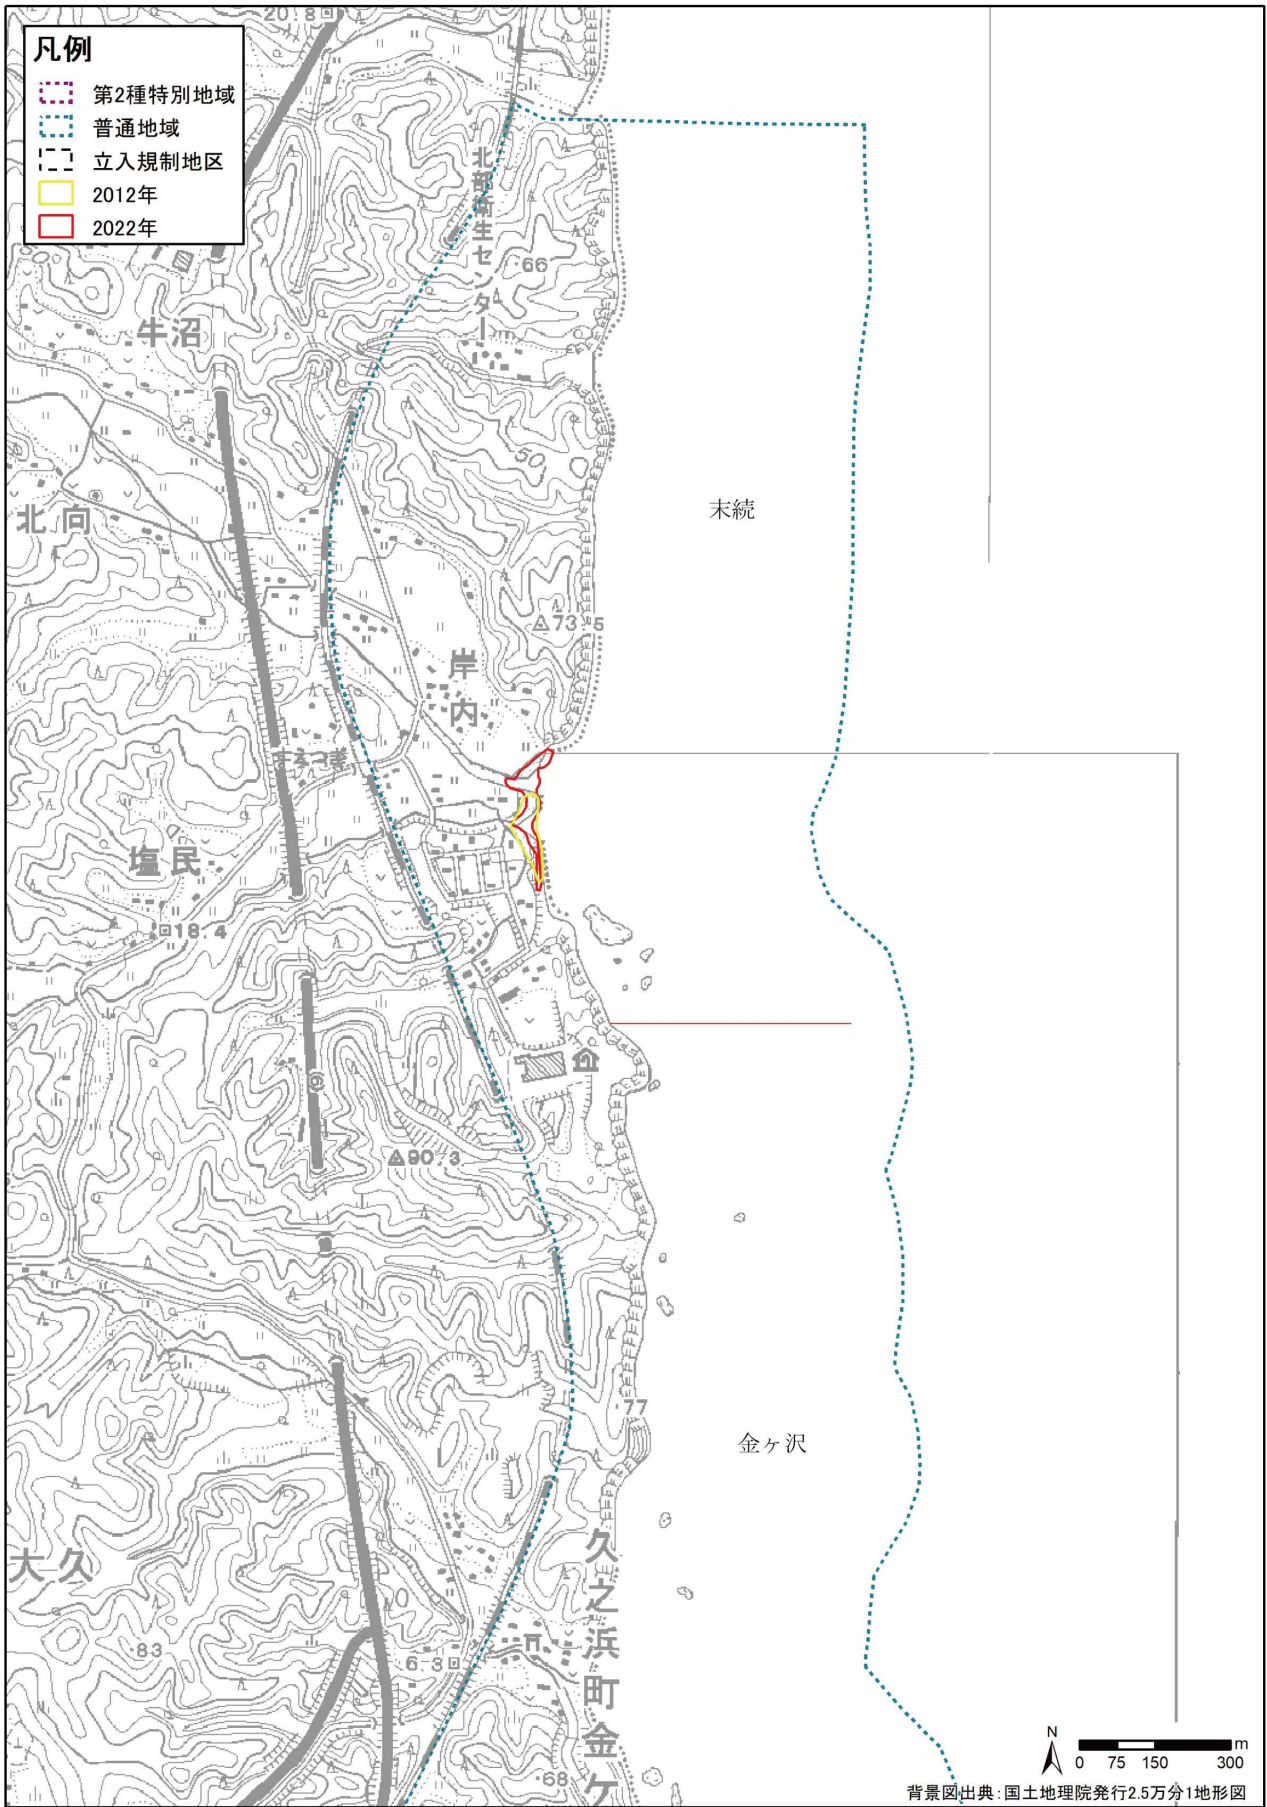 20.8
凡例
第2種特別地域
普通地域
立入規制地区
2012年
2022年
北部衛生センター
66
牛沼
50
北向
末続
73.5
岸内
すえつぎ
塩民
18.4
(6)
90.3
77
金ヶ沢
大久
久之浜町金ケ
83
6.3
68
N
0 75 150 300 m
背景図出典:国土地理院発行2.5万分1地形図